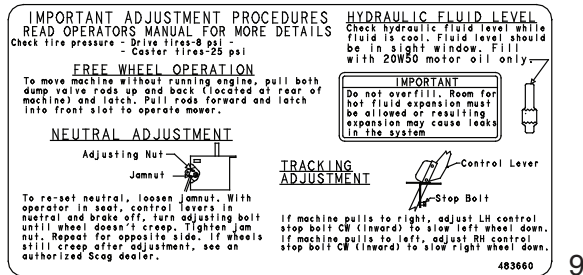 IMPORTANT ADJUSTMENT PROCEDURES
READ OPERATORS MANUAL FOR MORE DETAILS
Check tire pressure - Drive tires-8 psi -
- Caster tires-25 psi
FREE WHEEL OPERATION
To move machine without running engine, pull both
dump valve rods up and back (located at rear of
machine) and latch. Pull rods forward and latch
into front slot to operate mower.
NEUTRAL ADJUSTMENT
Adjusting Nut
Jamnut
To re-set neutral, loosen jamnut. With
operator in seat, control levers in
nuetral and brake off, turn adjusting bolt
until wheel doesn't creep. Tighten jam
nut. Repeat for opposite side. If wheels
still creep after adjustment, see an
authorized Scag dealer.
HYDRAULIC FLUID LEVEL
Check hydraulic fluid level while
fluid is cool. Fluid level should
be in sight window. Fill
with 20W50 motor oil only.
IMPORTANT
Do not overfill. Room for
hot fluid expansion must
be allowed or resulting
expansion may cause leaks
in the system
TRACKING
ADJUSTMENT
Control Lever
Stop Bolt
If machine pulls to right, adjust LH control
stop bolt CW (Inward) to slow left wheel down.
If machine pulls to left, adjust RH control
stop bolt CW (Inward) to slow right wheel down.
483660
9